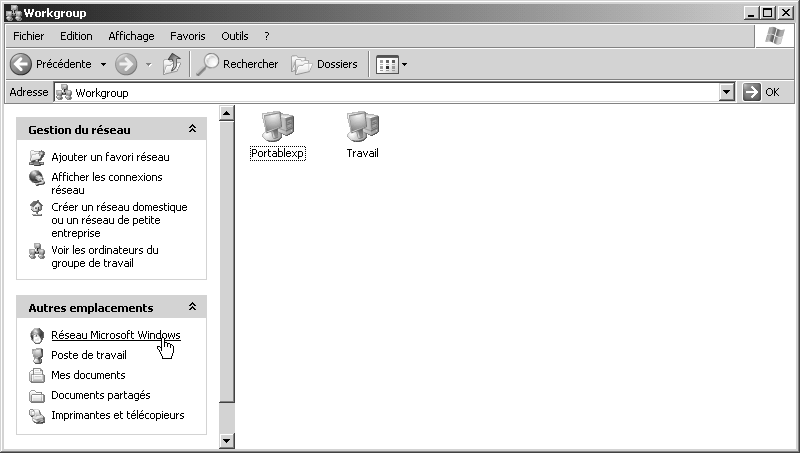 Workgroup
Fichier Edition Affichage Favoris Outils ?
Précédente Rechercher Dossiers
Adresse Workgroup OK
Gestion du réseau
Ajouter un favori réseau
Afficher les connexions
réseau
Créer un réseau domestique
ou un réseau de petite
entreprise
Voir les ordinateurs du
groupe de travail
Autres emplacements
Réseau Microsoft Windows
Poste de travail
Mes documents
Documents partagés
Imprimantes et télécopieurs
Portablexp Travail